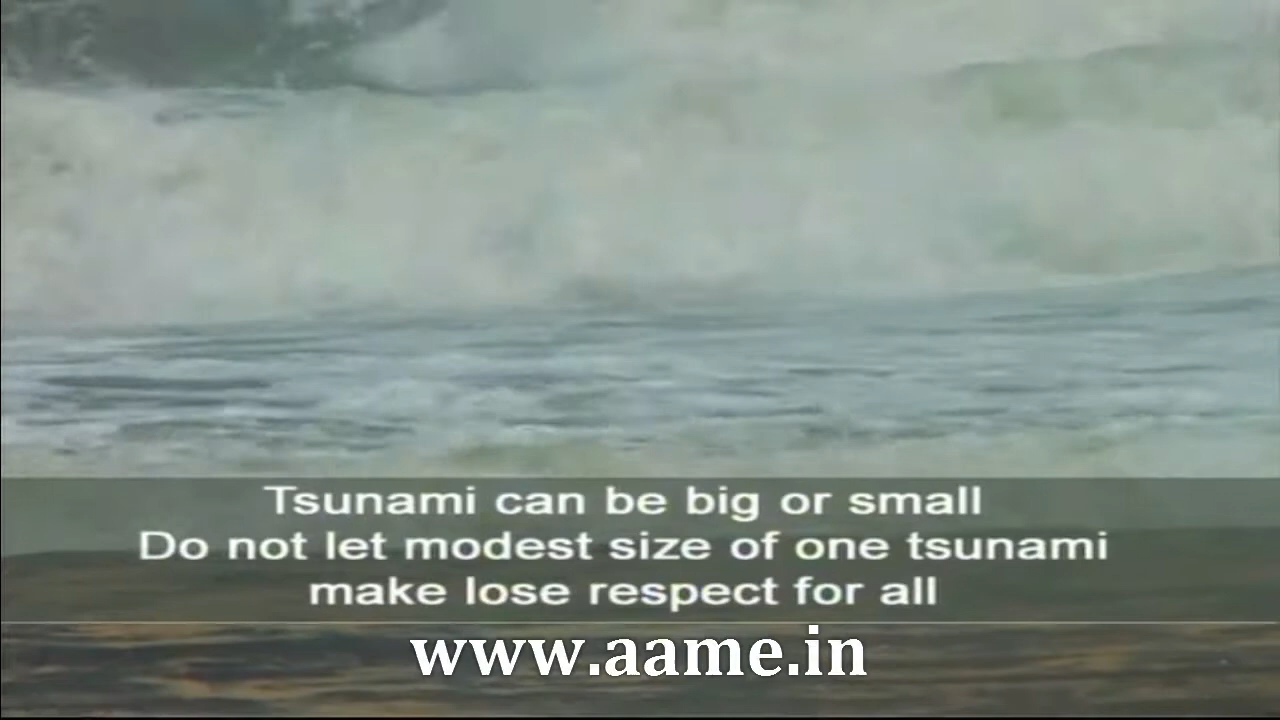 Tsunami can be big or small
Do not let modest size of one tsunami
make lose respect for all
www.aame.in